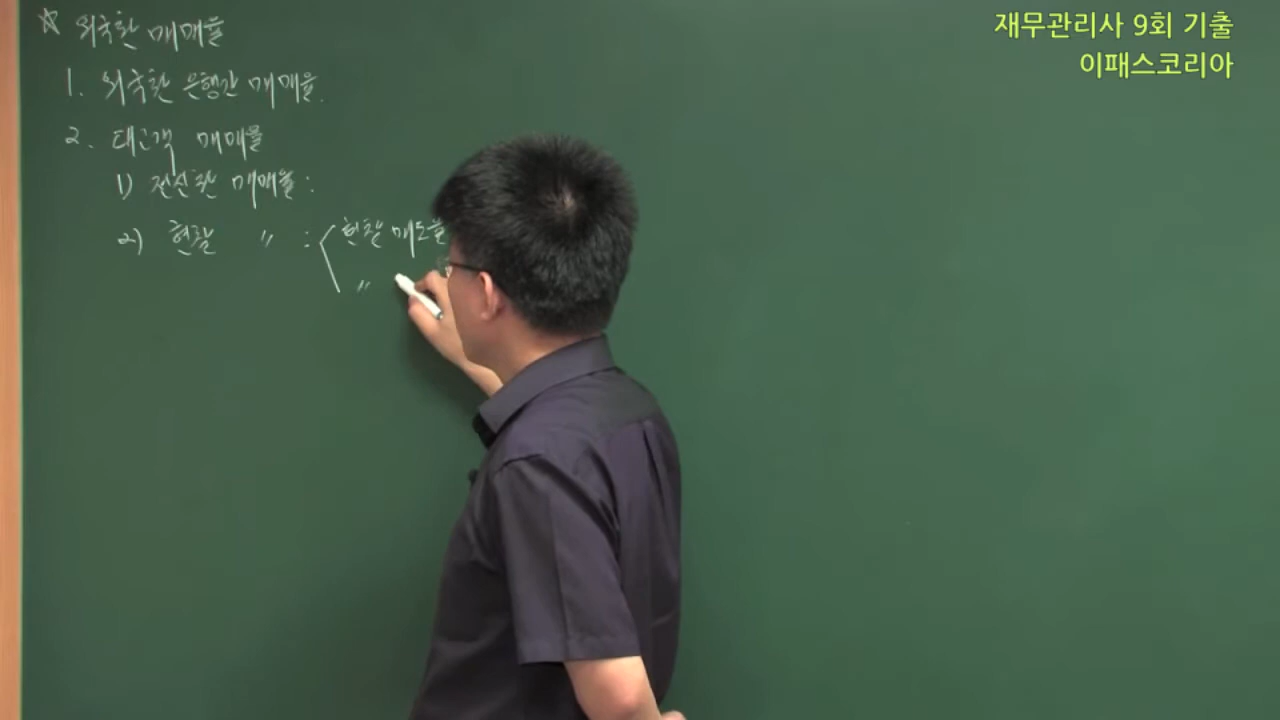 재무관리사 9회 기출
이패스코리아
☆ 외국환 매매율
1. 외국환 은행간 매매율.
2. 대고객 매매율
1) 전신환 매매율 :
2) 현찰 〃 : 현찰 매도율
〃